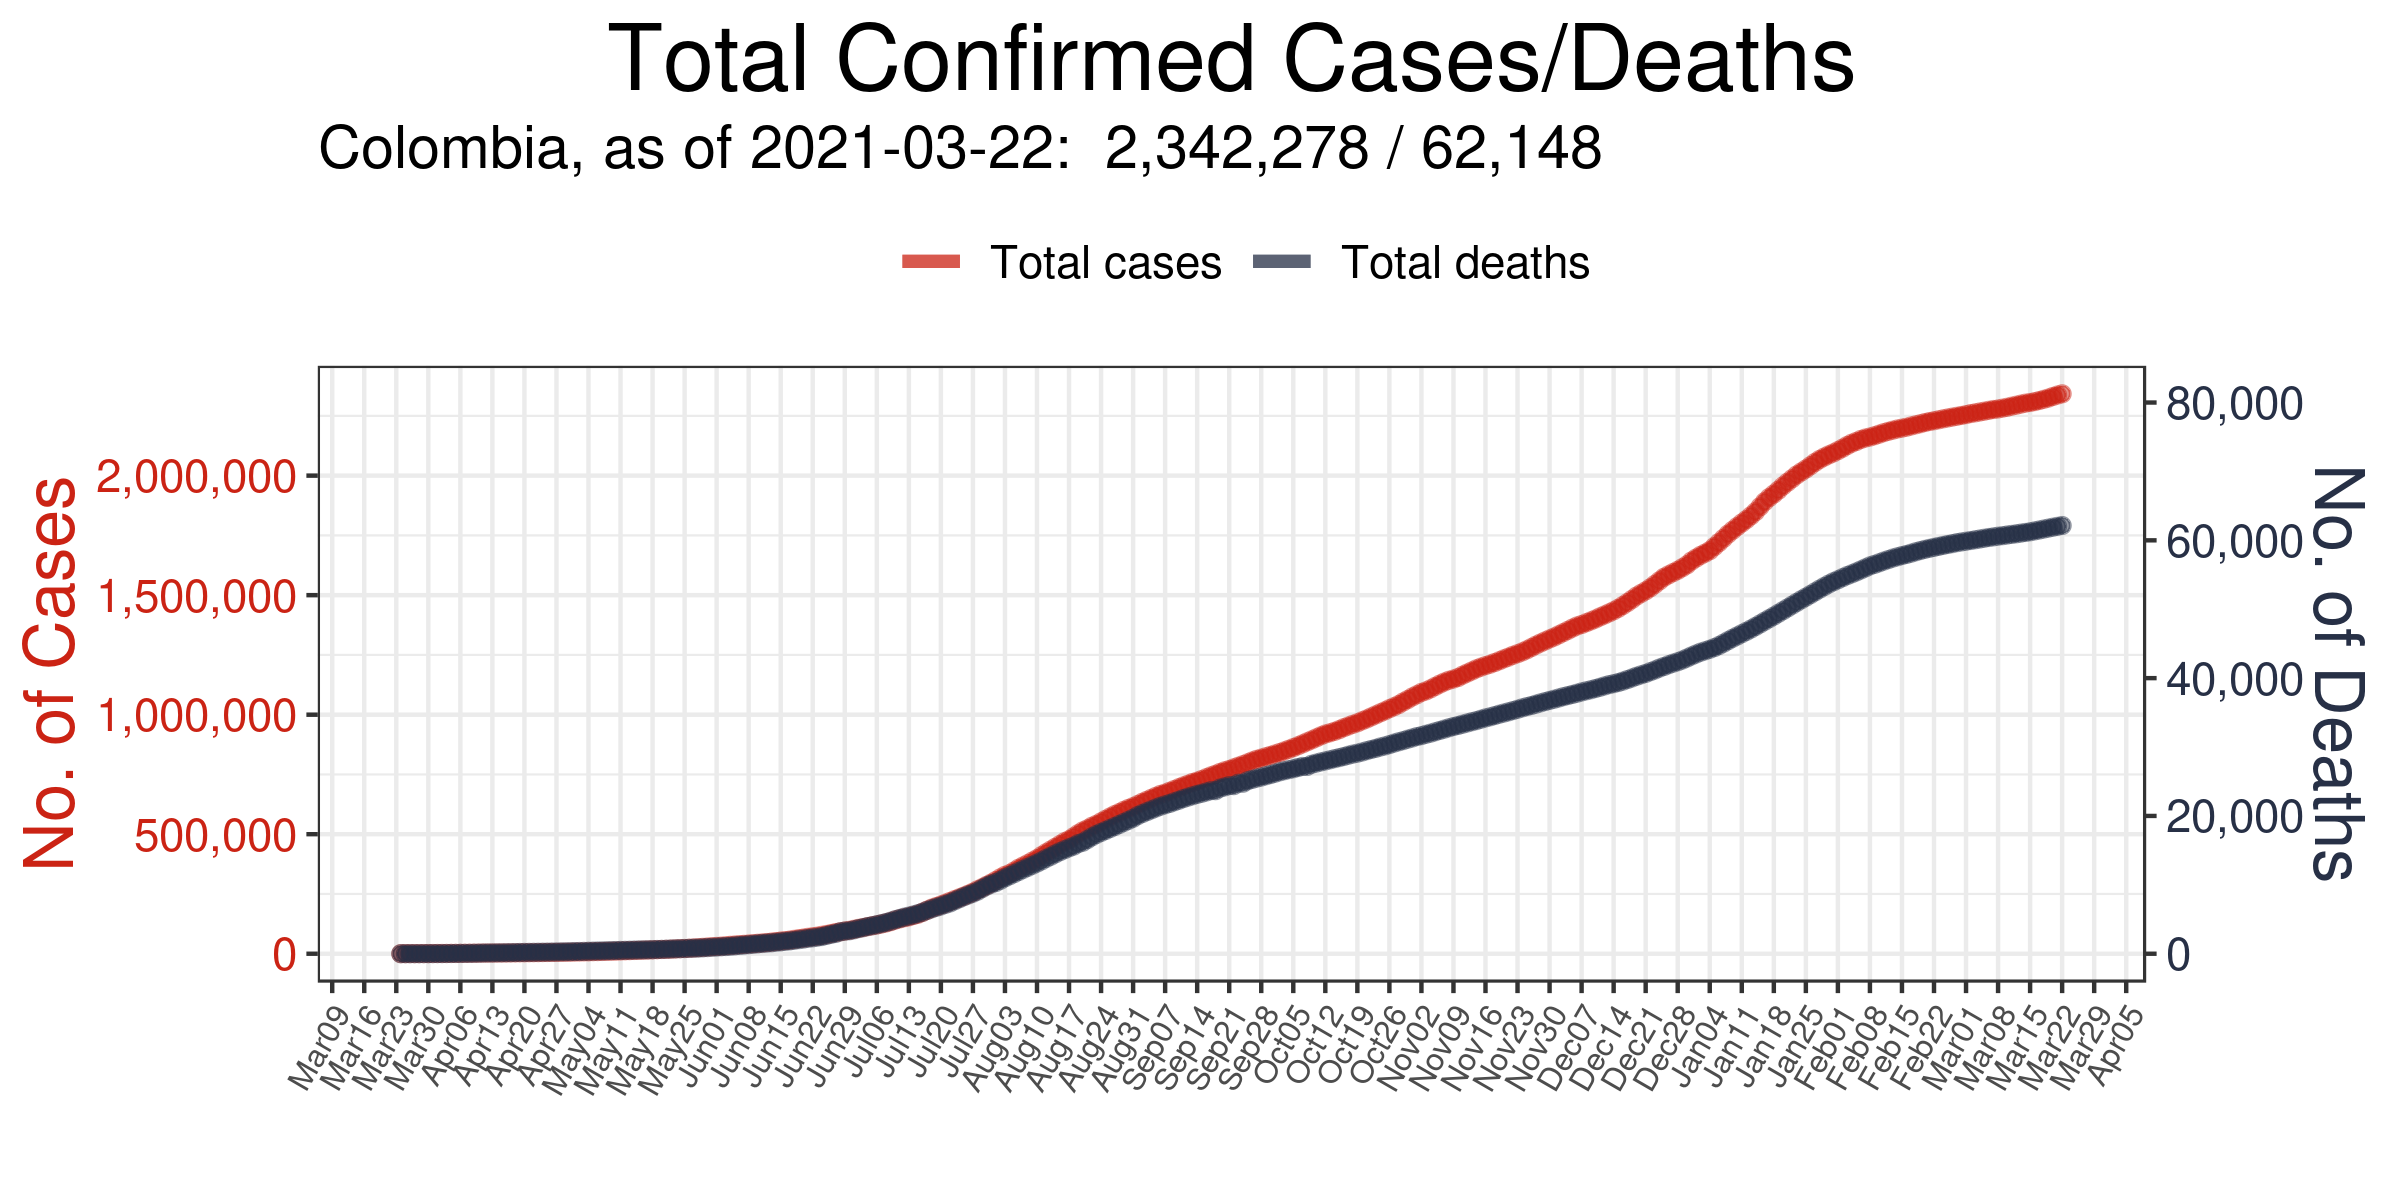 Total Confirmed Cases/Deaths
Colombia, as of 2021-03-22:  2,342,278 / 62,148
Total cases
Total deaths
No. of Cases
2,000,000
1,500,000
1,000,000
500,000
0
80,000
60,000
40,000
20,000
0
No. of Deaths
Mar09
Mar16
Mar23
Mar30
Apr06
Apr13
Apr20
Apr27
May04
May11
May18
May25
Jun01
Jun08
Jun15
Jun22
Jun29
Jul06
Jul13
Jul20
Jul27
Aug03
Aug10
Aug17
Aug24
Aug31
Sep07
Sep14
Sep21
Sep28
Oct05
Oct12
Oct19
Oct26
Nov02
Nov09
Nov16
Nov23
Nov30
Dec07
Dec14
Dec21
Dec28
Jan04
Jan11
Jan18
Jan25
Feb01
Feb08
Feb15
Feb22
Mar01
Mar08
Mar15
Mar22
Mar29
Apr05